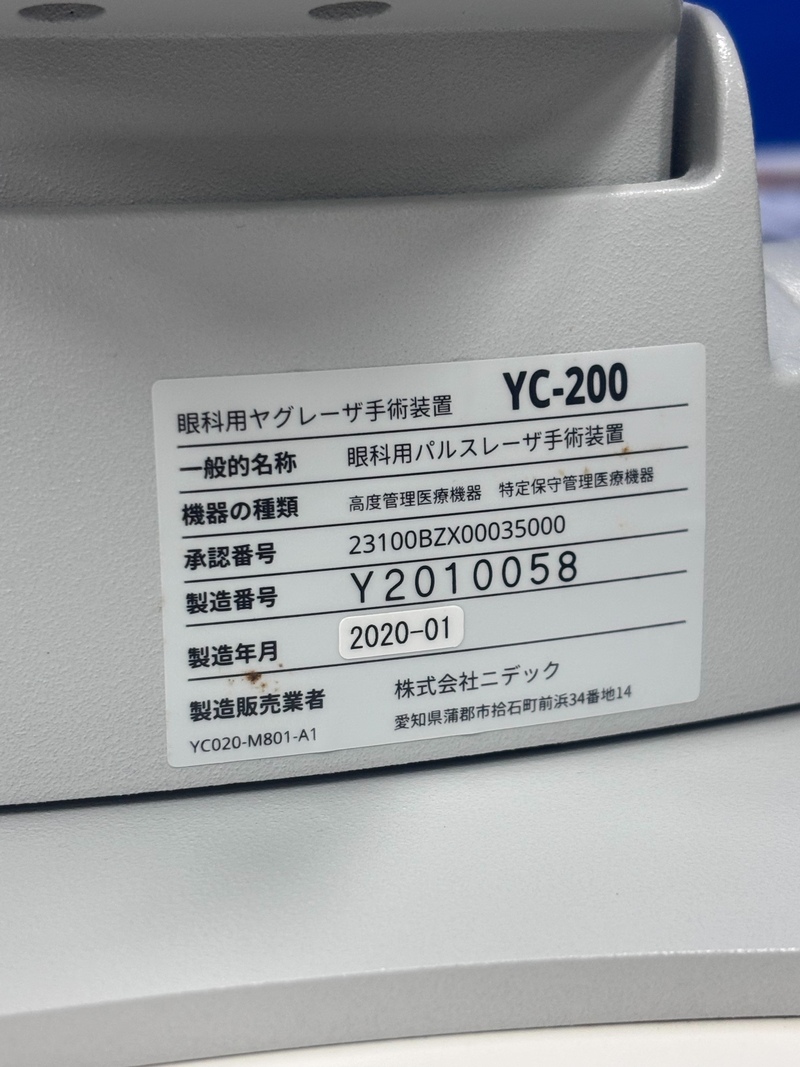 眼科用ヤグレーザ手術装置 YC-200
一般的名称 眼科用パルスレーザ手術装置
機器の種類 高度管理医療機器 特定保守管理医療機器
承認番号 23100BZX00035000
製造番号 Y2010058
製造年月 2020-01
製造販売業者 株式会社ニデック
愛知県蒲郡市拾石町前浜34番地14
YC020-M801-A1